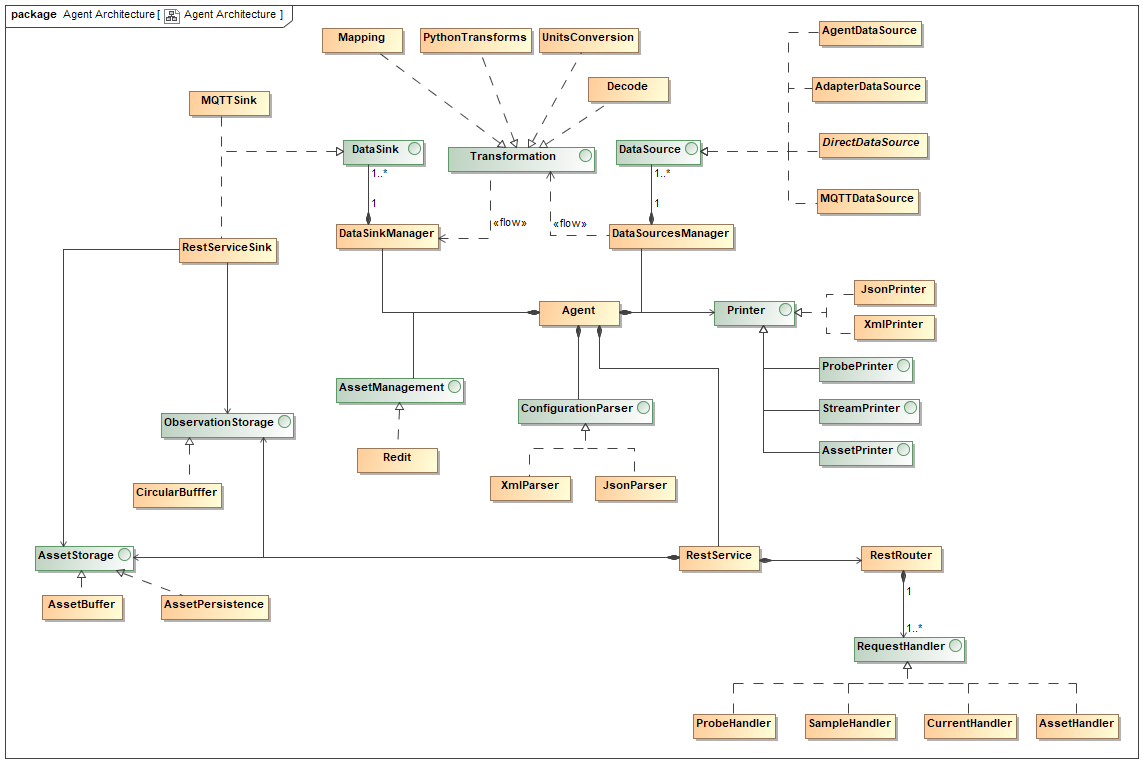 package Agent Architecture [ Agent Architecture ]
Mapping
PythonTransforms
UnitsConversion
AgentDataSource
Decode
AdapterDataSource
MQTTSink
DirectDataSource
DataSink
Transformation
DataSource
1..*
1..*
MQTTDataSource
1
1
«flow»
«flow»
DataSinkManager
DataSourcesManager
RestServiceSink
JsonPrinter
Agent
Printer
XmlPrinter
ProbePrinter
AssetManagement
StreamPrinter
ConfigurationParser
ObservationStorage
AssetPrinter
Redit
XmlParser
JsonParser
CircularBufffer
AssetStorage
RestService
RestRouter
1
AssetBuffer
AssetPersistence
1..*
RequestHandler
ProbeHandler
SampleHandler
CurrentHandler
AssetHandler